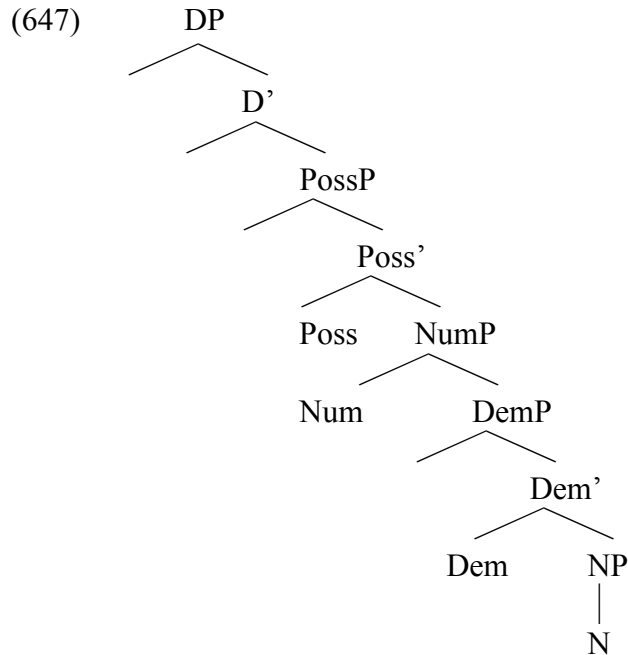 (647) DP
D’
PossP
Poss’
Poss NumP
Num DemP
Dem’
Dem NP
N